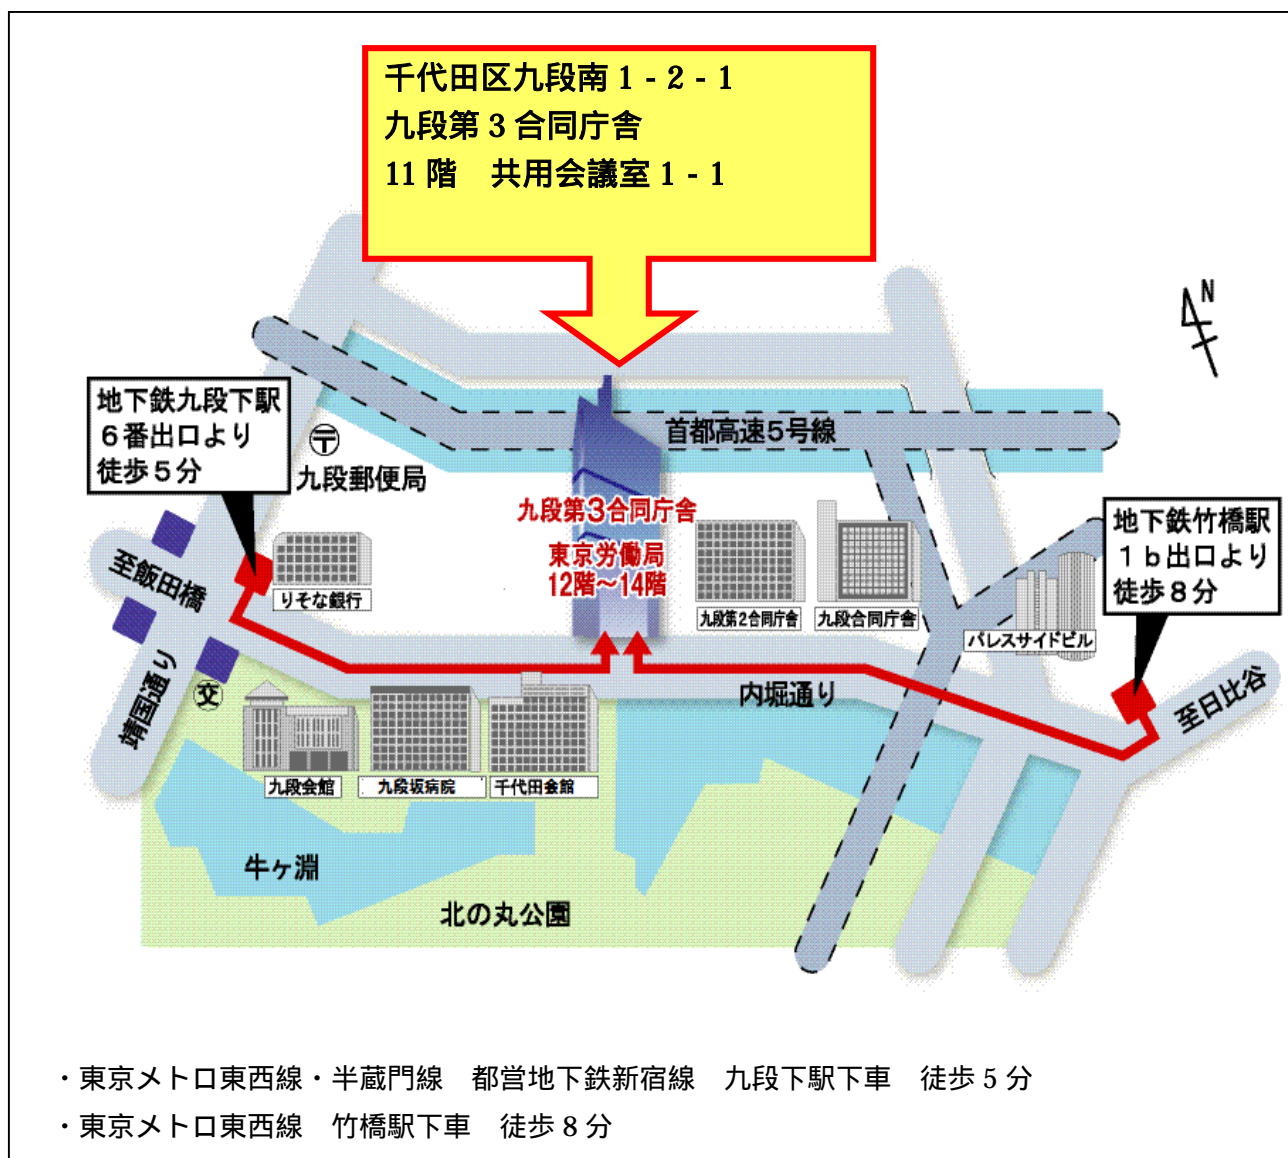 千代田区九段南 1 - 2 - 1
九段第 3 合同庁舎
11 階　共用会議室 1 - 1
N
地下鉄九段下駅
６番出口より
徒歩５分
〒
九段郵便局
首都高速5号線
九段第3合同庁舎
東京労働局
12階～14階
地下鉄竹橋駅
１ｂ出口より
徒歩８分
至飯田橋
りそな銀行
九段第2合同庁舎
九段合同庁舎
パレスサイドビル
靖国通り
交
内堀通り
至日比谷
九段会館
九段坂病院
千代田会館
牛ヶ淵
北の丸公園
・東京メトロ東西線・半蔵門線　都営地下鉄新宿線　九段下駅下車　徒歩 5 分
・東京メトロ東西線　竹橋駅下車　徒歩 8 分